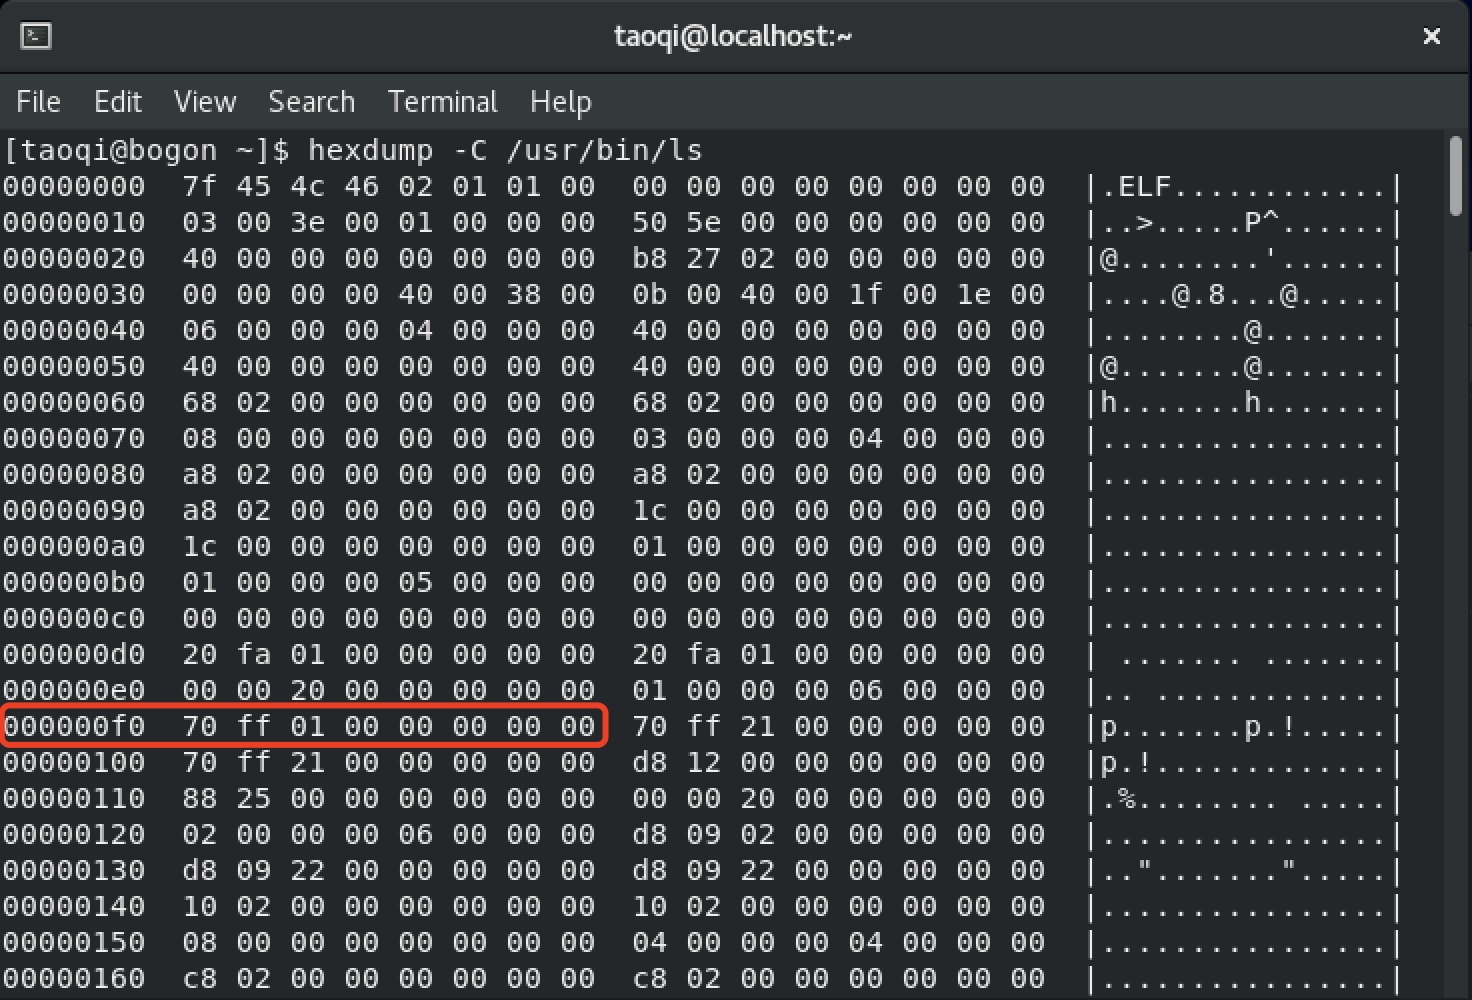 taoqi@localhost:~
File Edit View Search Terminal Help
[taoqi@bogon ~]$ hexdump -C /usr/bin/ls
00000000  7f 45 4c 46 02 01 01 00  00 00 00 00 00 00 00 00  |.ELF............|
00000010  03 00 3e 00 01 00 00 00  50 5e 00 00 00 00 00 00  |..>.....P^......|
00000020  40 00 00 00 00 00 00 00  b8 27 02 00 00 00 00 00  |@........'......|
00000030  00 00 00 00 40 00 38 00  0b 00 40 00 1f 00 1e 00  |....@.8...@.....|
00000040  06 00 00 00 04 00 00 00  40 00 00 00 00 00 00 00  |........@.......|
00000050  40 00 00 00 00 00 00 00  40 00 00 00 00 00 00 00  |@.......@.......|
00000060  68 02 00 00 00 00 00 00  68 02 00 00 00 00 00 00  |h.......h.......|
00000070  08 00 00 00 00 00 00 00  03 00 00 00 04 00 00 00  |................|
00000080  a8 02 00 00 00 00 00 00  a8 02 00 00 00 00 00 00  |................|
00000090  a8 02 00 00 00 00 00 00  1c 00 00 00 00 00 00 00  |................|
000000a0  1c 00 00 00 00 00 00 00  01 00 00 00 00 00 00 00  |................|
000000b0  01 00 00 00 05 00 00 00  00 00 00 00 00 00 00 00  |................|
000000c0  00 00 00 00 00 00 00 00  00 00 00 00 00 00 00 00  |................|
000000d0  20 fa 01 00 00 00 00 00  20 fa 01 00 00 00 00 00  | ....... .......|
000000e0  00 00 20 00 00 00 00 00  01 00 00 00 06 00 00 00  |.. .............|
000000f0  70 ff 01 00 00 00 00 00  70 ff 21 00 00 00 00 00  |p.......p.!.....|
00000100  70 ff 21 00 00 00 00 00  d8 12 00 00 00 00 00 00  |p.!.............|
00000110  88 25 00 00 00 00 00 00  00 00 20 00 00 00 00 00  |.%........ .....|
00000120  02 00 00 00 06 00 00 00  d8 09 02 00 00 00 00 00  |................|
00000130  d8 09 22 00 00 00 00 00  d8 09 22 00 00 00 00 00  |..".......".....|
00000140  10 02 00 00 00 00 00 00  10 02 00 00 00 00 00 00  |................|
00000150  08 00 00 00 00 00 00 00  04 00 00 00 04 00 00 00  |................|
00000160  c8 02 00 00 00 00 00 00  c8 02 00 00 00 00 00 00  |................|